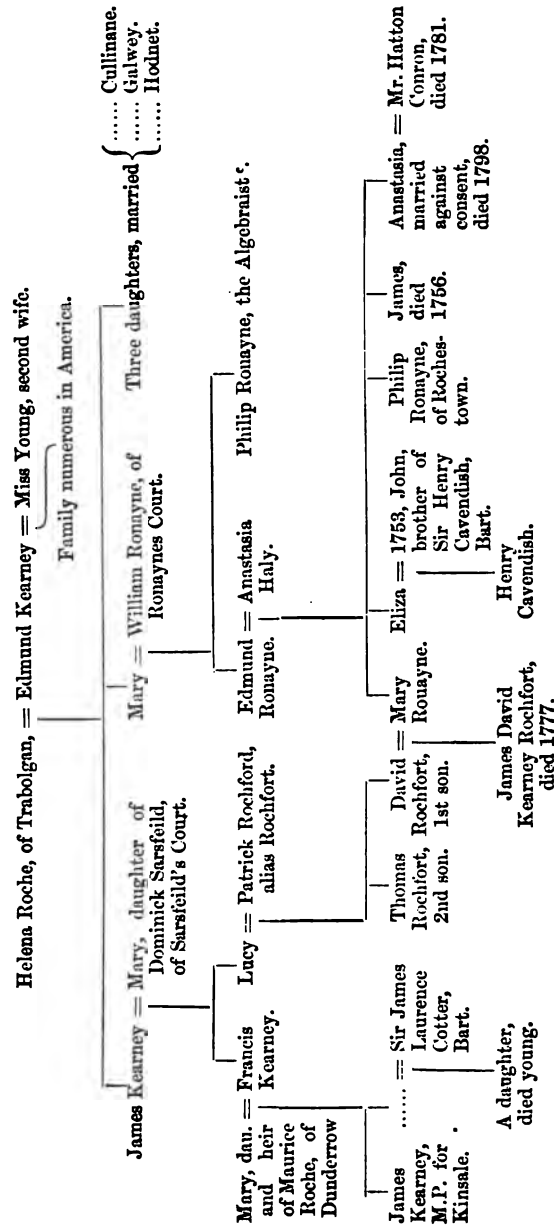 Helena Roche, of Trabolgan, = Edmund Kearney = Miss Young, second wife.
Family numerous in America.
James Kearney = Mary, daughter of
Dominick Sarsfeild,
of Sarsfeild's Court.
Mary = William Ronayne, of
Ronaynes Court.
Three daughters, married
...... Cullinane.
...... Galwey.
...... Hodnet.
Mary, dau. = Francis
and heir Kearney.
of Maurice
Roche, of
Dunderrow
Lucy = Patrick Rochford,
alias Rochfort.
Edmund = Anastasia
Ronayne. Haly.
Philip Ronayne, the Algebraist c.
James
Kearney,
M.P. for
Kinsale.
...... = Sir James
Laurence
Cotter,
Bart.
Thomas
Rochfort,
2nd son.
David = Mary
Rochfort, Rouayne.
1st son.
Eliza = 1753, John,
brother of
Sir Henry
Cavendish,
Bart.
Philip
Ronayne,
of Roches-
town.
James,
died
1756.
Anastasia, = Mr. Hatton
married Conron,
against died 1781.
consent,
died 1798.
A daughter,
died young.
James David
Kearney Rochfort,
died 1777.
Henry
Cavendish.